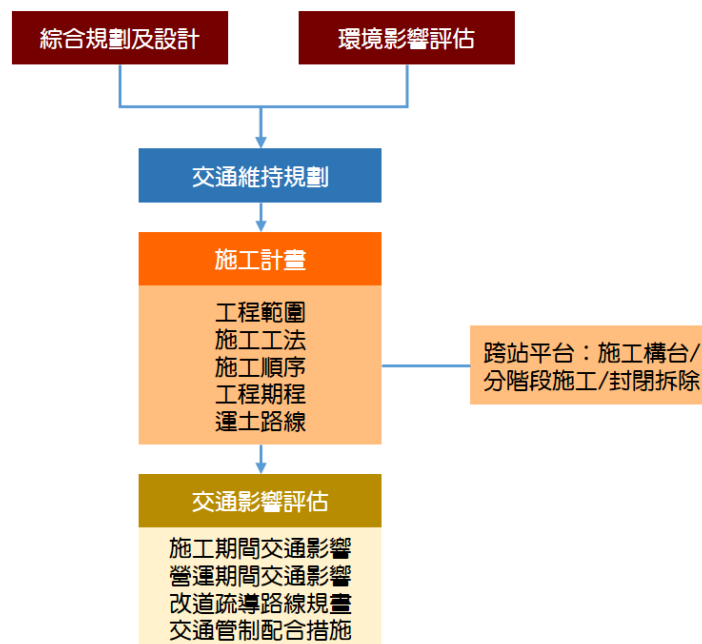 綜合規劃及設計
環境影響評估
交通維持規劃
施工計畫
工程範圍
施工工法
施工順序
工程期程
運土路線
跨站平台：施工構台/
分階段施工/封閉拆除
交通影響評估
施工期間交通影響
營運期間交通影響
改道疏導路線規畫
交通管制配合措施